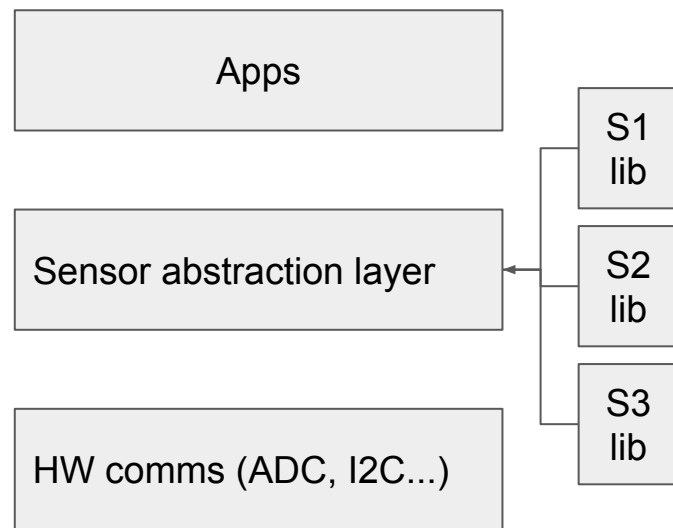 Apps
S1
lib
Sensor abstraction layer
S2
lib
S3
lib
HW comms (ADC, I2C...)